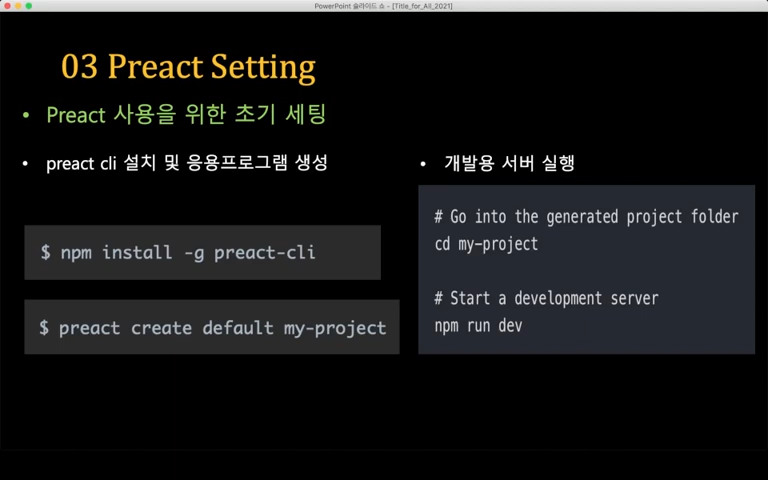 PowerPoint 슬라이드 쇼 - [Title_for_All_2021]
03 Preact Setting
• Preact 사용을 위한 초기 세팅
• preact cli 설치 및 응용프로그램 생성
$ npm install -g preact-cli
$ preact create default my-project
• 개발용 서버 실행
# Go into the generated project folder
cd my-project
# Start a development server
npm run dev